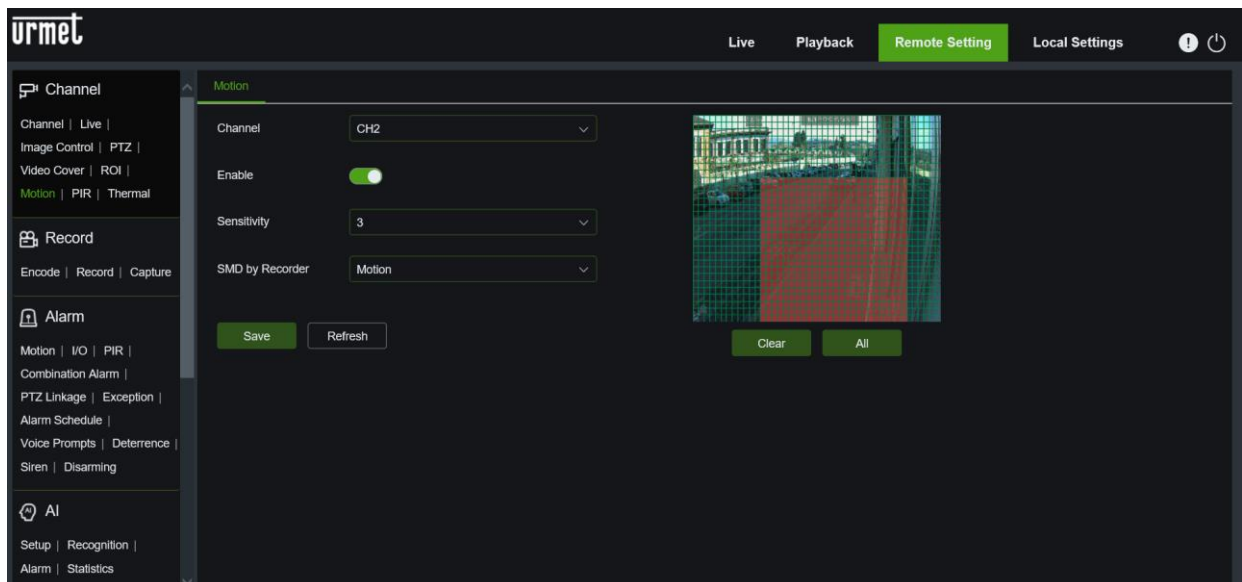 urmet
Live Playback Remote Setting Local Settings
Channel
Channel | Live |
Image Control | PTZ |
Video Cover | ROI |
Motion | PIR | Thermal
Record
Encode | Record | Capture
Alarm
Motion | I/O | PIR |
Combination Alarm |
PTZ Linkage | Exception |
Alarm Schedule |
Voice Prompts | Deterrence |
Siren | Disarming
AI
Setup | Recognition |
Alarm | Statistics
Motion
Channel CH2
Enable
Sensitivity 3
SMD by Recorder Motion
Save Refresh
Clear All